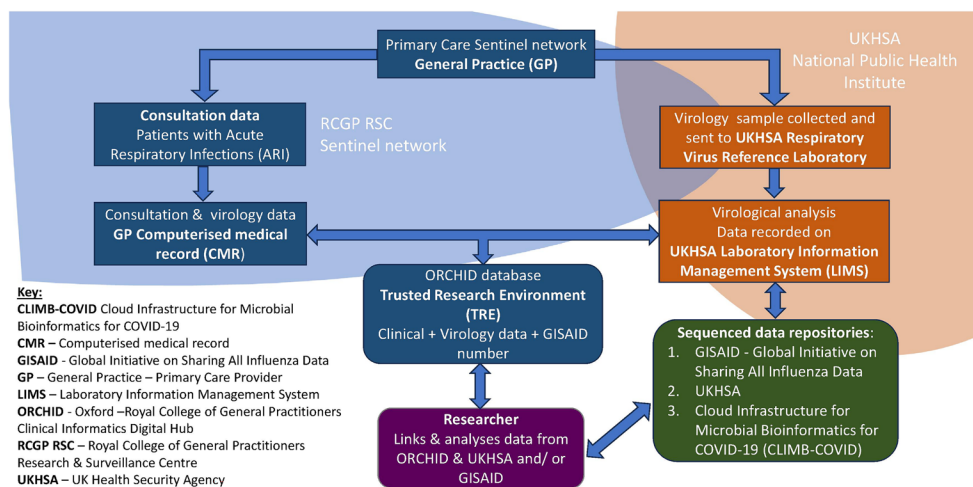 Primary Care Sentinel network
General Practice (GP)
UKHSA
National Public Health
Institute
Consultation data
Patients with Acute
Respiratory Infections (ARI)
RCGP RSC
Sentinel network
Virology sample collected and
sent to UKHSA Respiratory
Virus Reference Laboratory
Consultation & virology data
GP Computerised medical
record (CMR)
Virological analysis
Data recorded on
UKHSA Laboratory Information
Management System (LIMS)
ORCHID database
Trusted Research Environment
(TRE)
Clinical + Virology data + GISAID
number
Sequenced data repositories:
1. GISAID - Global Initiative on
Sharing All Influenza Data
2. UKHSA
3. Cloud Infrastructure for
Microbial Bioinformatics for
COVID-19 (CLIMB-COVID)
Researcher
Links & analyses data from
ORCHID & UKHSA and/ or
GISAID
Key:
CLIMB-COVID Cloud Infrastructure for Microbial
Bioinformatics for COVID-19
CMR – Computerised medical record
GISAID - Global Initiative on Sharing All Influenza Data
GP – General Practice – Primary Care Provider
LIMS – Laboratory Information Management System
ORCHID - Oxford –Royal College of General Practitioners
Clinical Informatics Digital Hub
RCGP RSC – Royal College of General Practitioners
Research & Surveillance Centre
UKHSA – UK Health Security Agency